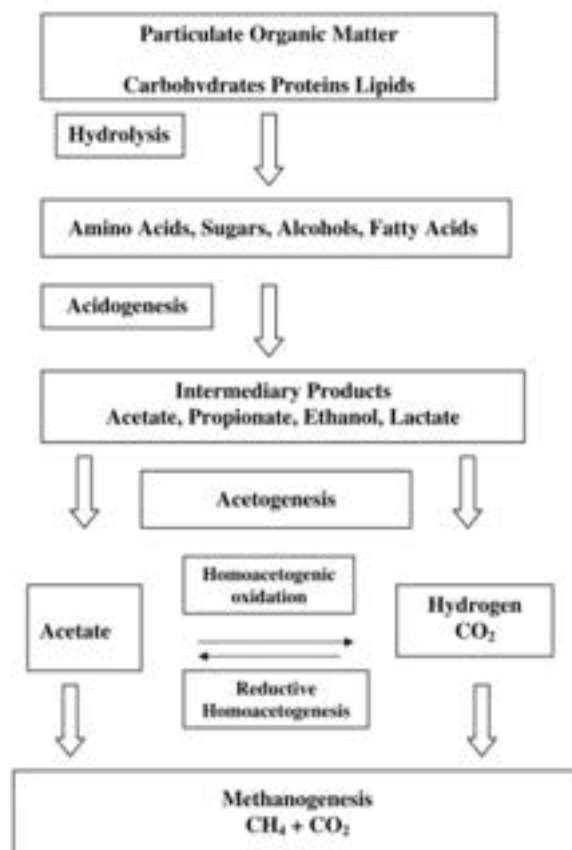 Particulate Organic Matter
Carbohydrates Proteins Lipids
Hydrolysis
Amino Acids, Sugars, Alcohols, Fatty Acids
Acidogenesis
Intermediary Products
Acetate, Propionate, Ethanol, Lactate
Acetogenesis
Homoacetogenic
oxidation
Acetate
Hydrogen
CO₂
Reductive
Homoacetogenesis
Methanogenesis
CH₄ + CO₂